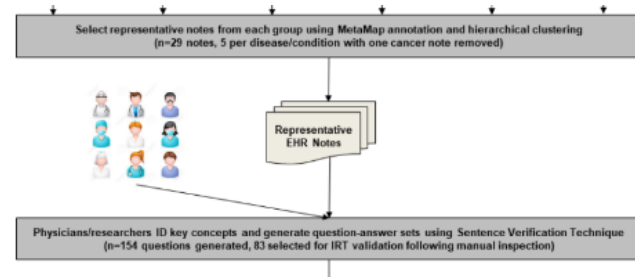 Select representative notes from each group using MetaMap annotation and hierarchical clustering
(n=29 notes, 5 per disease/condition with one cancer note removed)
Representative
EHR Notes
Physicians/researchers ID key concepts and generate question-answer sets using Sentence Verification Technique
(n=154 questions generated, 83 selected for IRT validation following manual inspection)